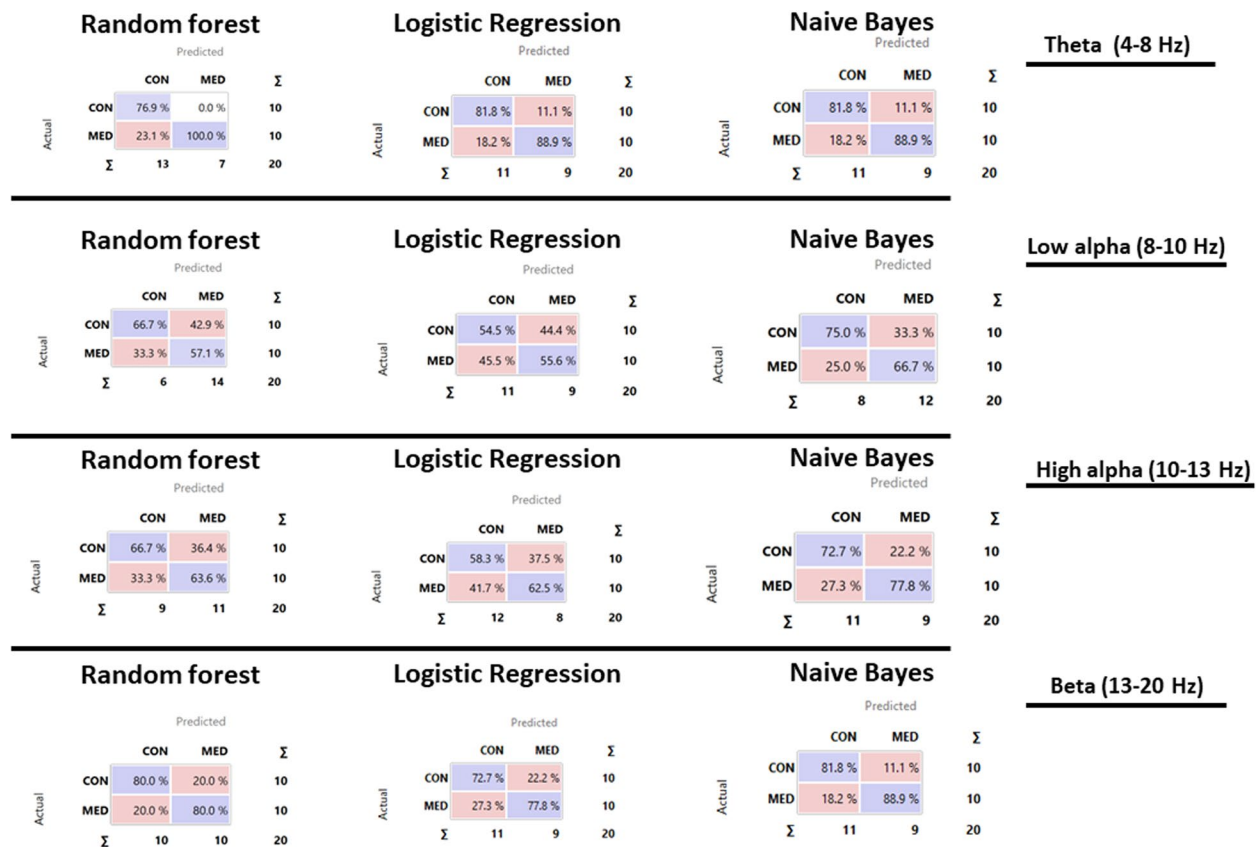 Random forest Logistic Regression Naive Bayes
Theta (4-8 Hz)
Predicted Predicted Predicted
CON MED Σ CON MED Σ CON MED Σ
CON 76.9 % 0.0 % 10 CON 81.8 % 11.1 % 10 CON 81.8 % 11.1 % 10
Actual MED 23.1 % 100.0 % 10 Actual MED 18.2 % 88.9 % 10 Actual MED 18.2 % 88.9 % 10
Σ 13 7 20 Σ 11 9 20 Σ 11 9 20
Random forest Logistic Regression Naive Bayes
Low alpha (8-10 Hz)
Predicted Predicted Predicted
CON MED Σ CON MED Σ CON MED Σ
CON 66.7 % 42.9 % 10 CON 54.5 % 44.4 % 10 CON 75.0 % 33.3 % 10
Actual MED 33.3 % 57.1 % 10 Actual MED 45.5 % 55.6 % 10 Actual MED 25.0 % 66.7 % 10
Σ 6 14 20 Σ 11 9 20 Σ 8 12 20
Random forest Logistic Regression Naive Bayes
High alpha (10-13 Hz)
Predicted Predicted Predicted
CON MED Σ CON MED Σ CON MED Σ
CON 66.7 % 36.4 % 10 CON 58.3 % 37.5 % 10 CON 72.7 % 22.2 % 10
Actual MED 33.3 % 63.6 % 10 Actual MED 41.7 % 62.5 % 10 Actual MED 27.3 % 77.8 % 10
Σ 9 11 20 Σ 12 8 20 Σ 11 9 20
Random forest Logistic Regression Naive Bayes
Beta (13-20 Hz)
Predicted Predicted Predicted
CON MED Σ CON MED Σ CON MED Σ
CON 80.0 % 20.0 % 10 CON 72.7 % 22.2 % 10 CON 81.8 % 11.1 % 10
Actual MED 20.0 % 80.0 % 10 Actual MED 27.3 % 77.8 % 10 Actual MED 18.2 % 88.9 % 10
Σ 10 10 20 Σ 11 9 20 Σ 11 9 20